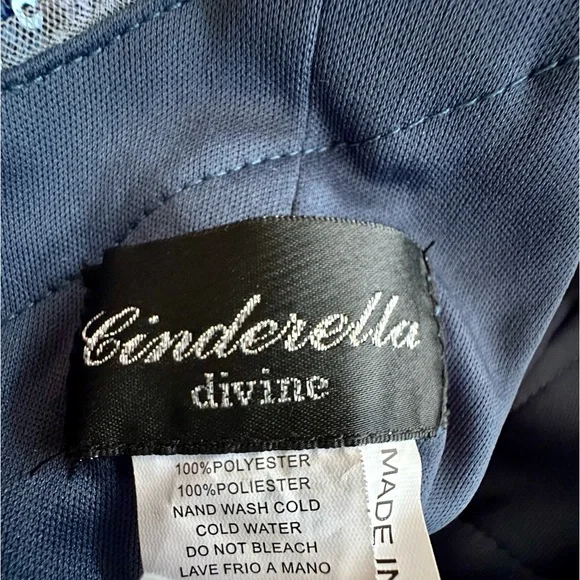 Cinderella
divine
100%POLYESTER
100%POLIESTER
NAND WASH COLD
COLD WATER
DO NOT BLEACH
LAVE FRIO A MANO
MADE IN